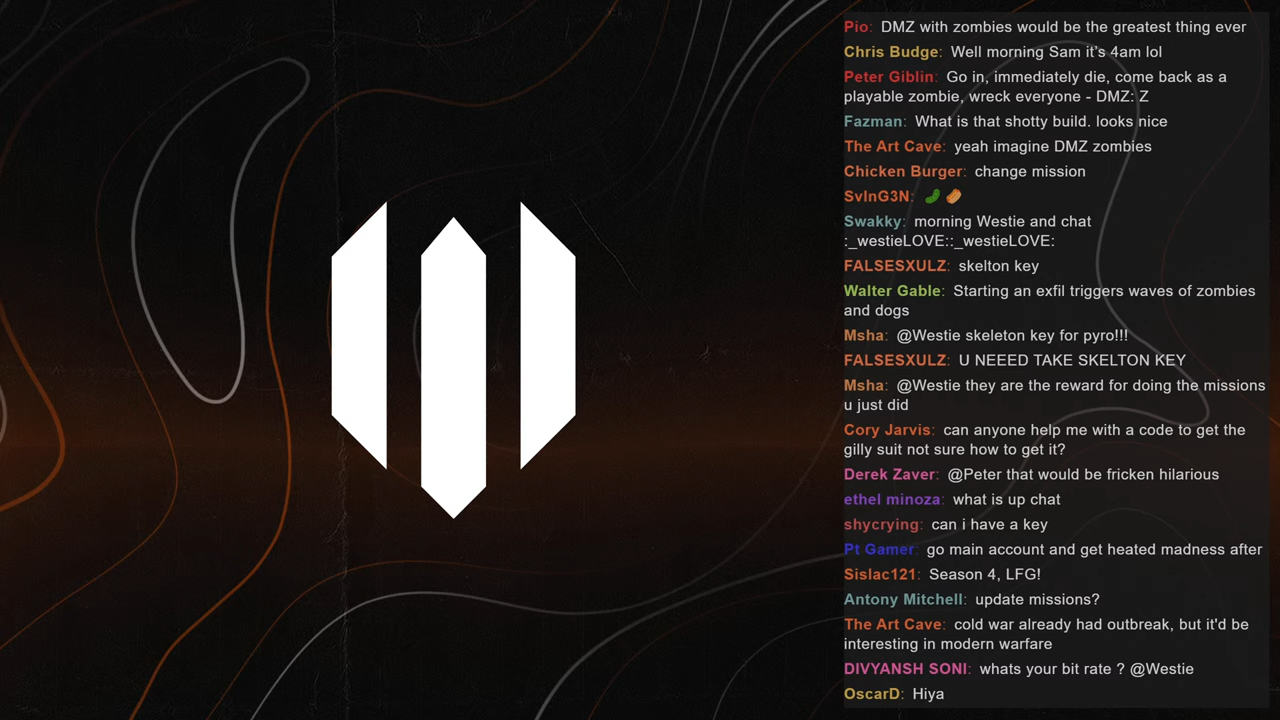 Pio: DMZ with zombies would be the greatest thing ever
Chris Budge: Well morning Sam it's 4am lol
Peter Giblin: Go in, immediately die, come back as a
playable zombie, wreck everyone - DMZ: Z
Fazman: What is that shotty build. looks nice
The Art Cave: yeah imagine DMZ zombies
Chicken Burger: change mission
SvInG3N: 🥒 🥜
Swakky: morning Westie and chat
:_westieLOVE::_westieLOVE:
FALSESXULZ: skelton key
Walter Gable: Starting an exfil triggers waves of zombies
and dogs
Msha: @Westie skeleton key for pyro!!!
FALSESXULZ: U NEEED TAKE SKELTON KEY
Msha: @Westie they are the reward for doing the missions
u just did
Cory Jarvis: can anyone help me with a code to get the
gilly suit not sure how to get it?
Derek Zaver: @Peter that would be fricken hilarious
ethel minoza: what is up chat
shycrying: can i have a key
Pt Gamer: go main account and get heated madness after
Sislac121: Season 4, LFG!
Antony Mitchell: update missions?
The Art Cave: cold war already had outbreak, but it'd be
interesting in modern warfare
DIVYANSH SONI: whats your bit rate ? @Westie
OscarD: Hiya